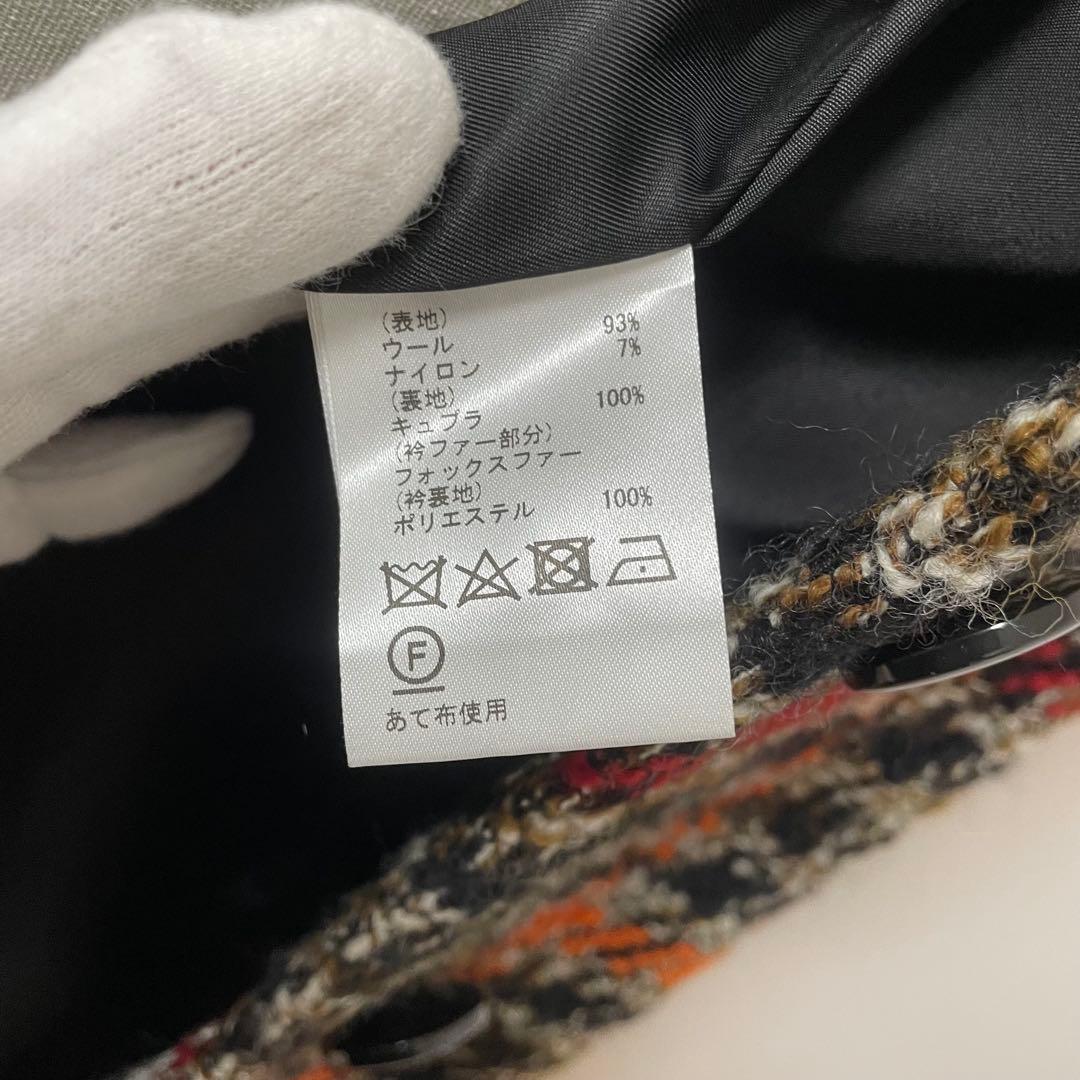 (表地)
ウール 93%
ナイロン 7%
(裏地)
キュプラ 100%
(衿ファー部分)
フォックスファー
(衿裏地)
ポリエステル 100%
F
あて布使用